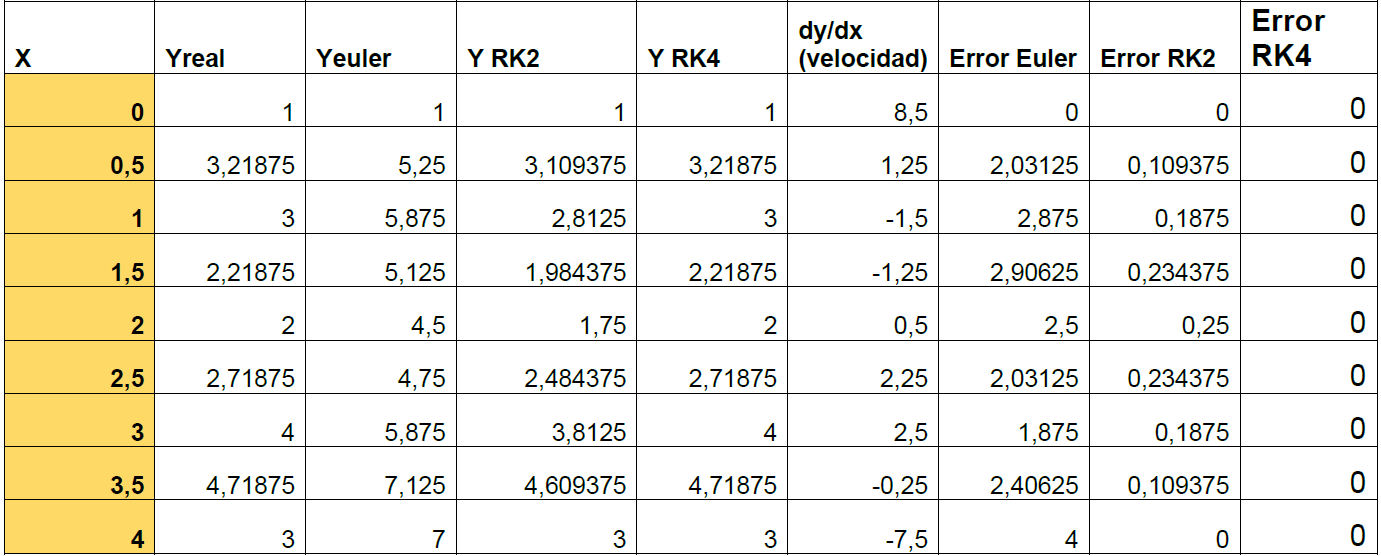 X Yreal Yeuler Y RK2 Y RK4 dy/dx (velocidad) Error Euler Error RK2 Error RK4
0 1 1 1 1 8,5 0 0 0
0,5 3,21875 5,25 3,109375 3,21875 1,25 2,03125 0,109375 0
1 3 5,875 2,8125 3 -1,5 2,875 0,1875 0
1,5 2,21875 5,125 1,984375 2,21875 -1,25 2,90625 0,234375 0
2 2 4,5 1,75 2 0,5 2,5 0,25 0
2,5 2,71875 4,75 2,484375 2,71875 2,25 2,03125 0,234375 0
3 4 5,875 3,8125 4 2,5 1,875 0,1875 0
3,5 4,71875 7,125 4,609375 4,71875 -0,25 2,40625 0,109375 0
4 3 7 3 3 -7,5 4 0 0